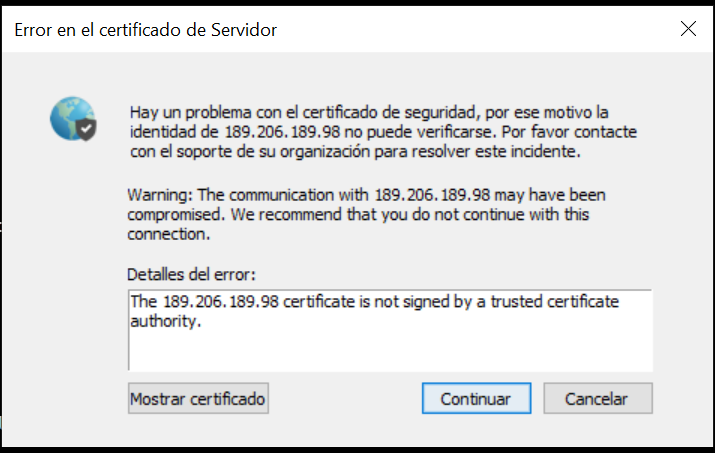 Error en el certificado de Servidor
Hay un problema con el certificado de seguridad, por ese motivo la
identidad de 189.206.189.98 no puede verificarse. Por favor contacte
con el soporte de su organización para resolver este incidente.
Warning: The communication with 189.206.189.98 may have been
compromised. We recommend that you do not continue with this
connection.
Detalles del error:
The 189.206.189.98 certificate is not signed by a trusted certificate
authority.
Mostrar certificado
Continuar
Cancelar